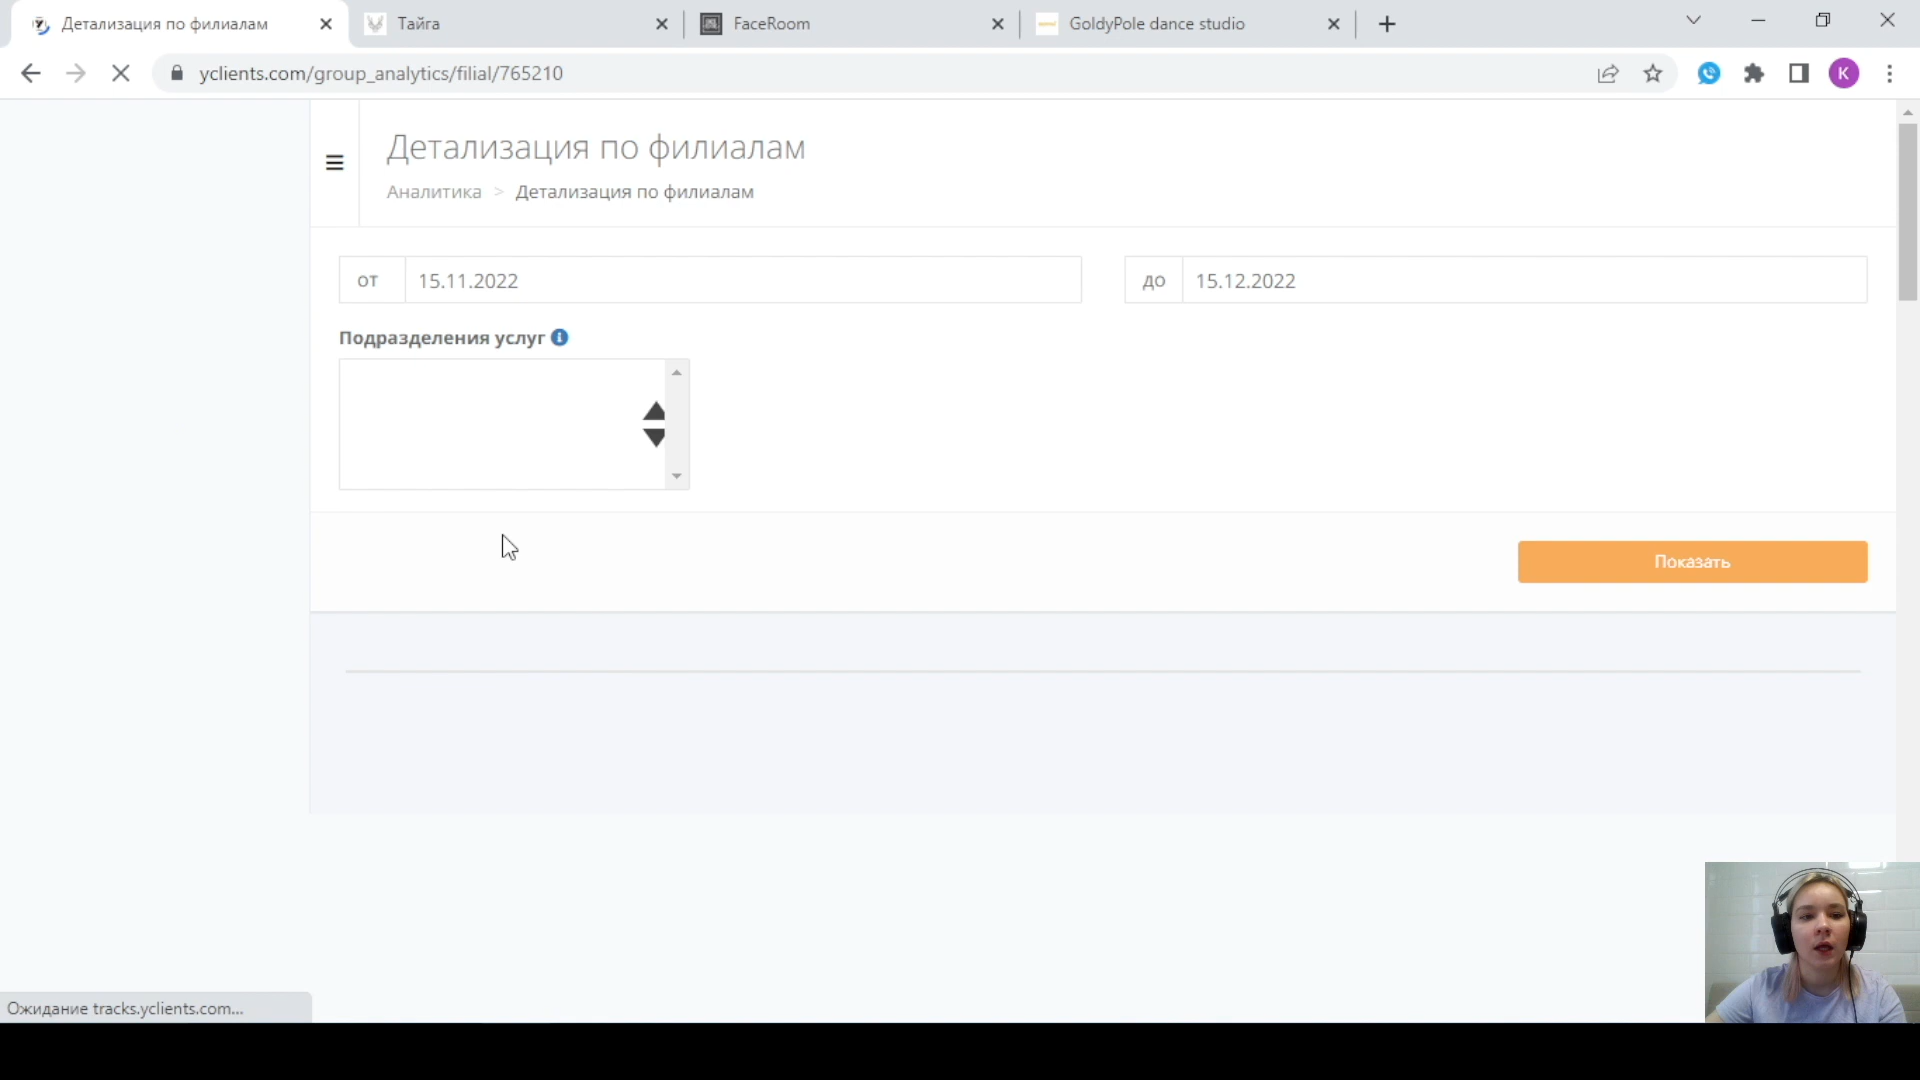 Детализация по филиалам
Тайга
FaceRoom
GoldyPole dance studio
yclients.com/group_analytics/filial/765210
K
Детализация по филиалам
Аналитика > Детализация по филиалам
от 15.11.2022
до 15.12.2022
Подразделения услуг
Показать
Ожидание tracks.yclients.com...